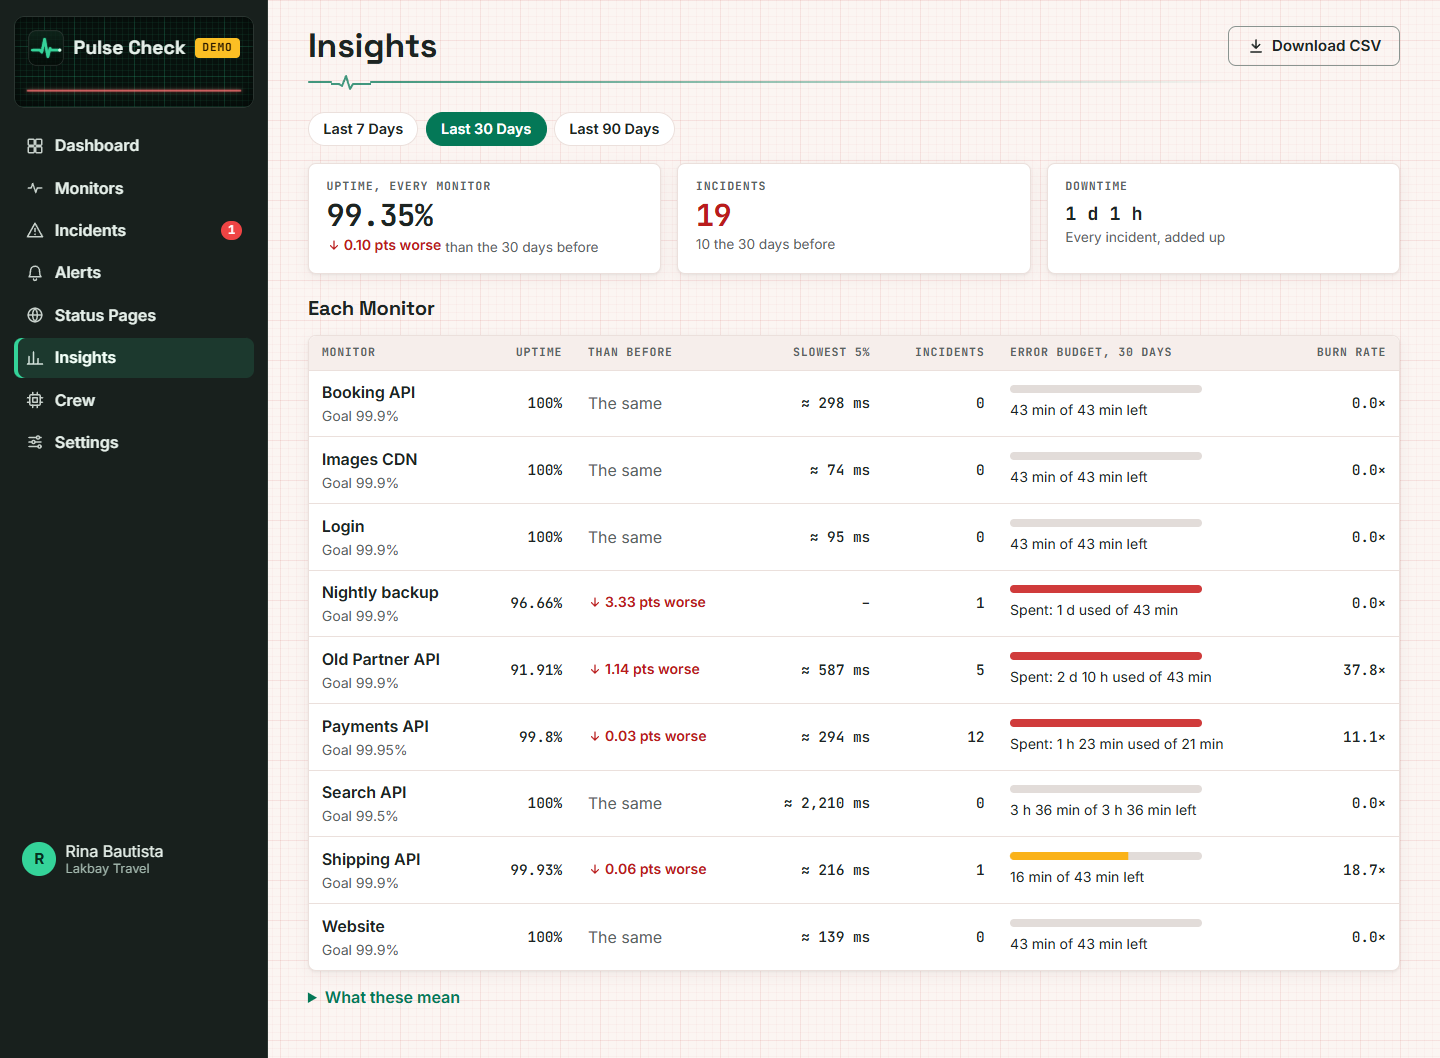 Pulse Check DEMO
Dashboard
Monitors
Incidents 1
Alerts
Status Pages
Insights
Crew
Settings
R Rina Bautista
Lakbay Travel
Insights
Download CSV
Last 7 Days Last 30 Days Last 90 Days
UPTIME, EVERY MONITOR
99.35%
↓ 0.10 pts worse than the 30 days before
INCIDENTS
19
10 the 30 days before
DOWNTIME
1 d 1 h
Every incident, added up
Each Monitor
MONITOR UPTIME THAN BEFORE SLOWEST 5% INCIDENTS ERROR BUDGET, 30 DAYS BURN RATE
Booking API 100% The same ≈ 298 ms 0 43 min of 43 min left 0.0×
Goal 99.9%
Images CDN 100% The same ≈ 74 ms 0 43 min of 43 min left 0.0×
Goal 99.9%
Login 100% The same ≈ 95 ms 0 43 min of 43 min left 0.0×
Goal 99.9%
Nightly backup 96.66% ↓ 3.33 pts worse – 1 Spent: 1 d used of 43 min 0.0×
Goal 99.9%
Old Partner API 91.91% ↓ 1.14 pts worse ≈ 587 ms 5 Spent: 2 d 10 h used of 43 min 37.8×
Goal 99.9%
Payments API 99.8% ↓ 0.03 pts worse ≈ 294 ms 12 Spent: 1 h 23 min used of 21 min 11.1×
Goal 99.95%
Search API 100% The same ≈ 2,210 ms 0 3 h 36 min of 3 h 36 min left 0.0×
Goal 99.5%
Shipping API 99.93% ↓ 0.06 pts worse ≈ 216 ms 1 16 min of 43 min left 18.7×
Goal 99.9%
Website 100% The same ≈ 139 ms 0 43 min of 43 min left 0.0×
Goal 99.9%
What these mean